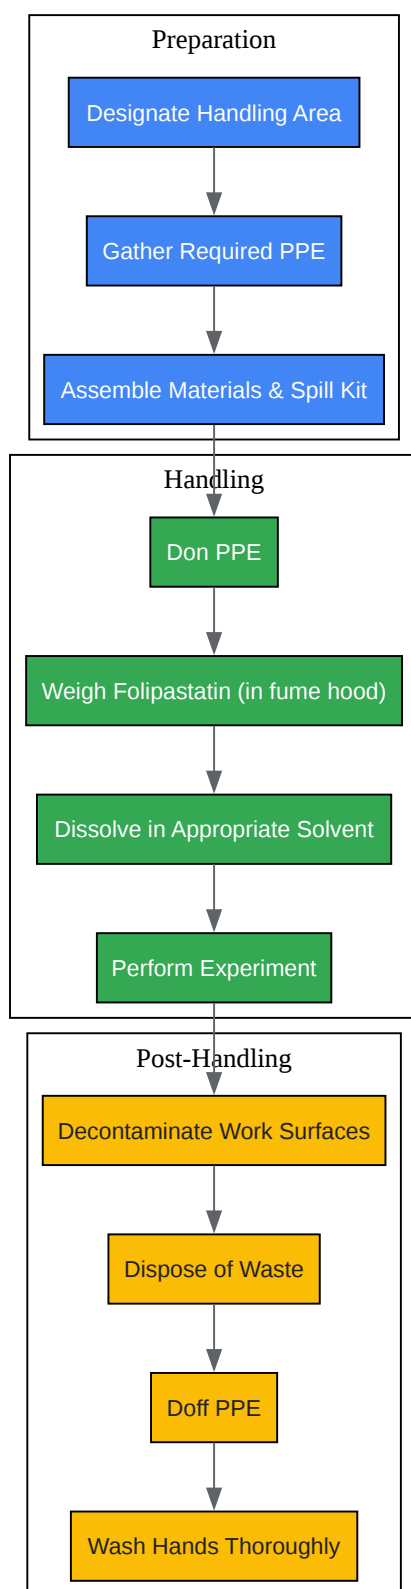 Preparation
Designate Handling Area
Gather Required PPE
Assemble Materials & Spill Kit
Handling
Don PPE
Weigh Folipastatin (in fume hood)
Dissolve in Appropriate Solvent
Perform Experiment
Post-Handling
Decontaminate Work Surfaces
Dispose of Waste
Doff PPE
Wash Hands Thoroughly